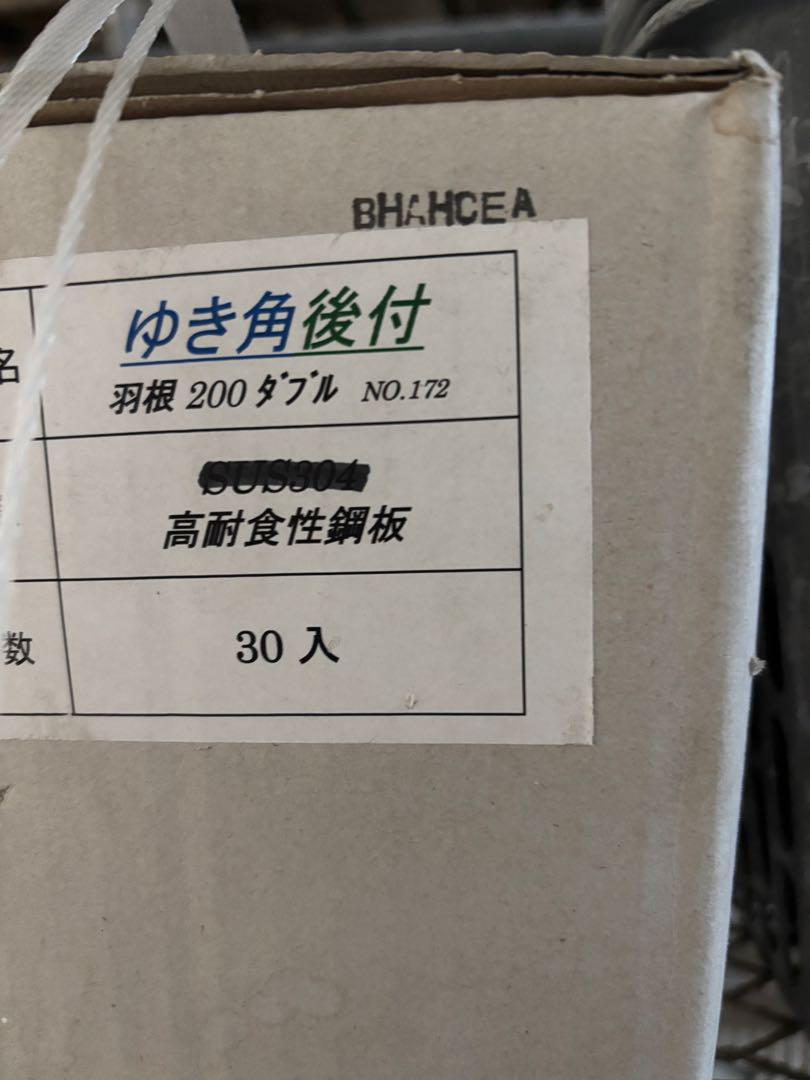 BHAHCEA
名
ゆき角後付
羽根 200 ダブル NO.172
SUS304
高耐食性鋼板
数
30 入